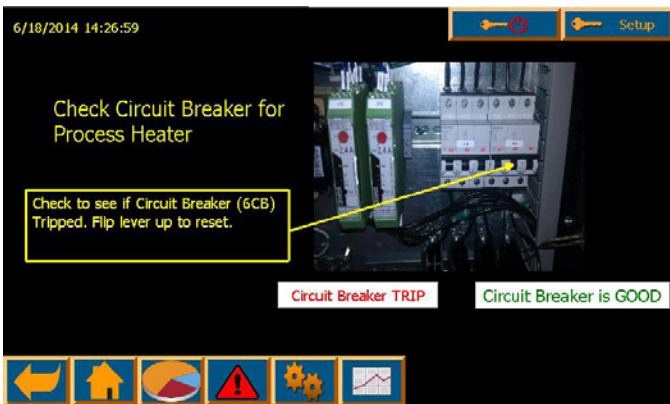 6/18/2014 14:26:59
Setup
Check Circuit Breaker for
Process Heater
Check to see if Circuit Breaker (6CB)
Tripped. Flip lever up to reset.
Circuit Breaker TRIP
Circuit Breaker is GOOD